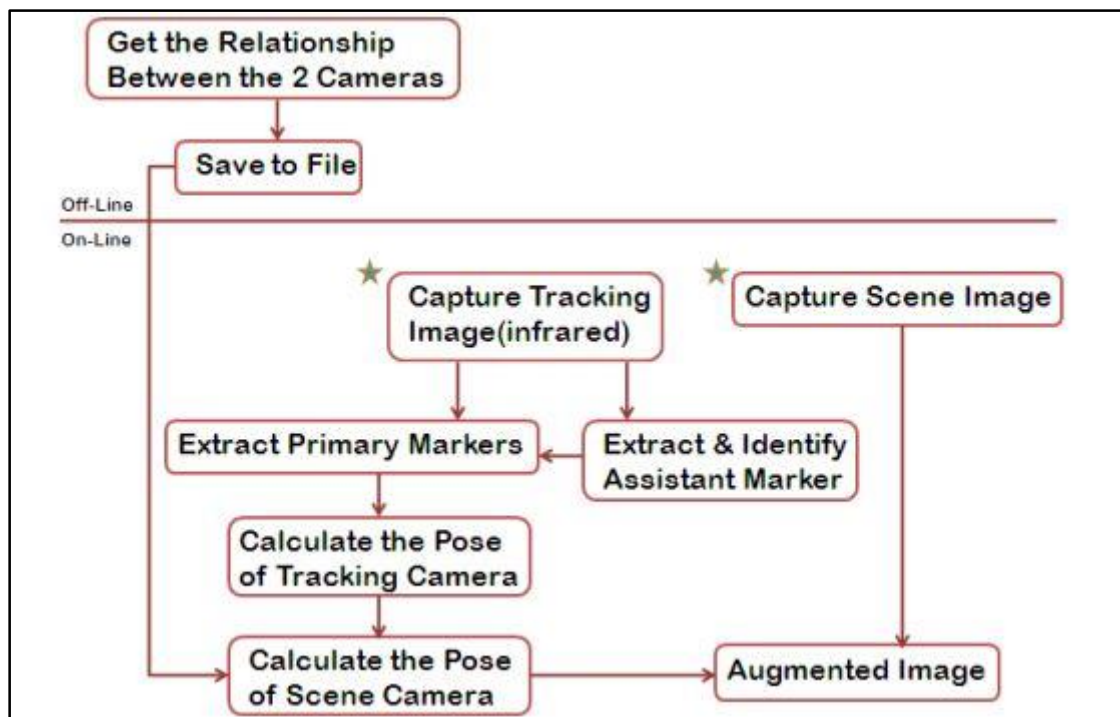 Get the Relationship
Between the 2 Cameras
Save to File
Off-Line
On-Line
Capture Tracking
Image(infrared)
Capture Scene Image
Extract Primary Markers
Extract & Identify
Assistant Marker
Calculate the Pose
of Tracking Camera
Calculate the Pose
of Scene Camera
Augmented Image